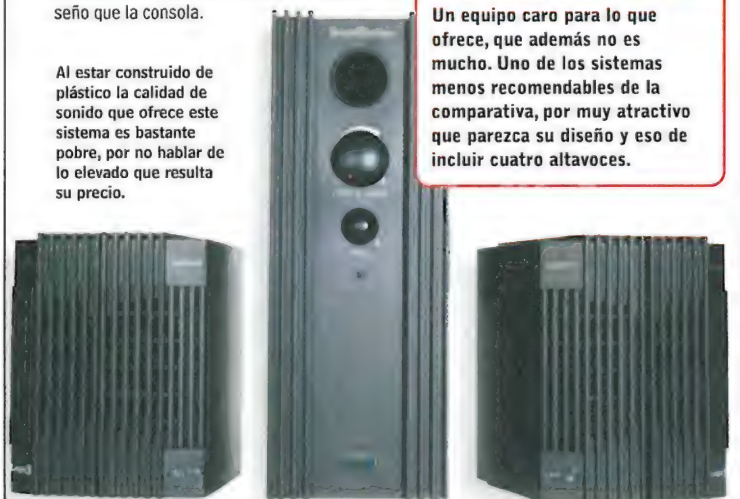 seño que la consola.
Al estar construido de
plástico la calidad de
sonido que ofrece este
sistema es bastante
pobre, por no hablar de
lo elevado que resulta
su precio.
Un equipo caro para lo que
ofrece, que además no es
mucho. Uno de los sistemas
menos recomendables de la
comparativa, por muy atractivo
que parezca su diseño y eso de
incluir cuatro altavoces.